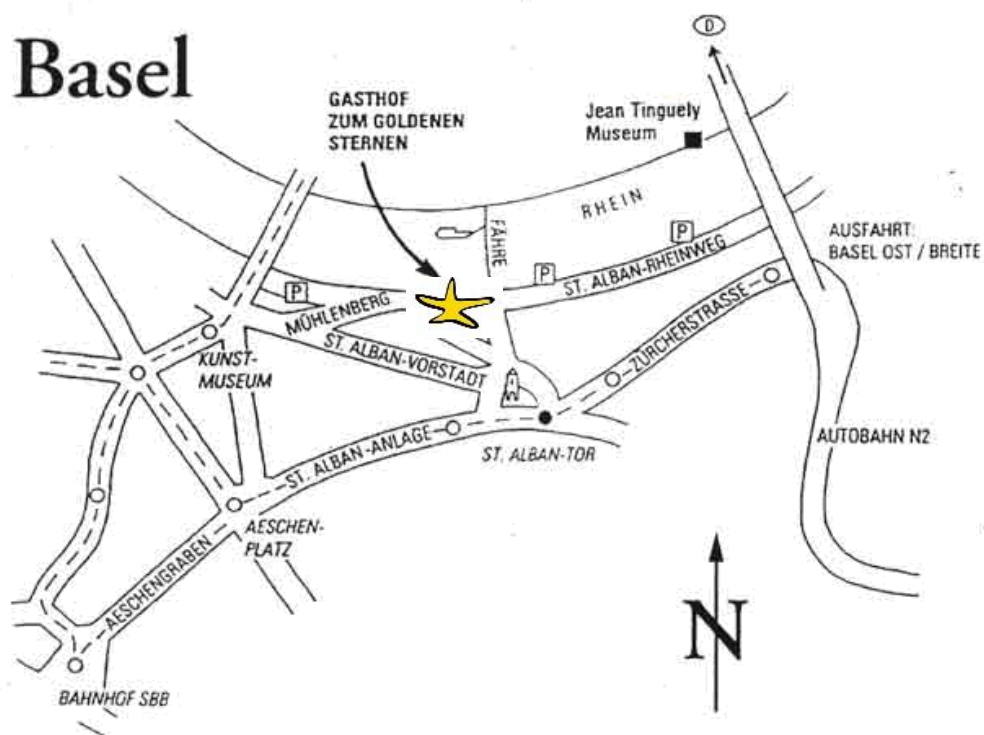 Basel
D
GASTHOF
ZUM GOLDENEN
STERNEN
Jean Tinguely
Museum
RHEIN
FÄHRE
P
P
P
AUSFAHRT:
BASEL OST / BREITE
ST. ALBAN-RHEINWEG
MÜHLENBERG
ST. ALBAN-VORSTADT
ZÜRCHERSTRASSE
KUNST-
MUSEUM
ST. ALBAN-ANLAGE
ST. ALBAN-TOR
AUTOBAHN N2
AESCHEN-
PLATZ
AESCHENGRABEN
BAHNHOF SBB
N